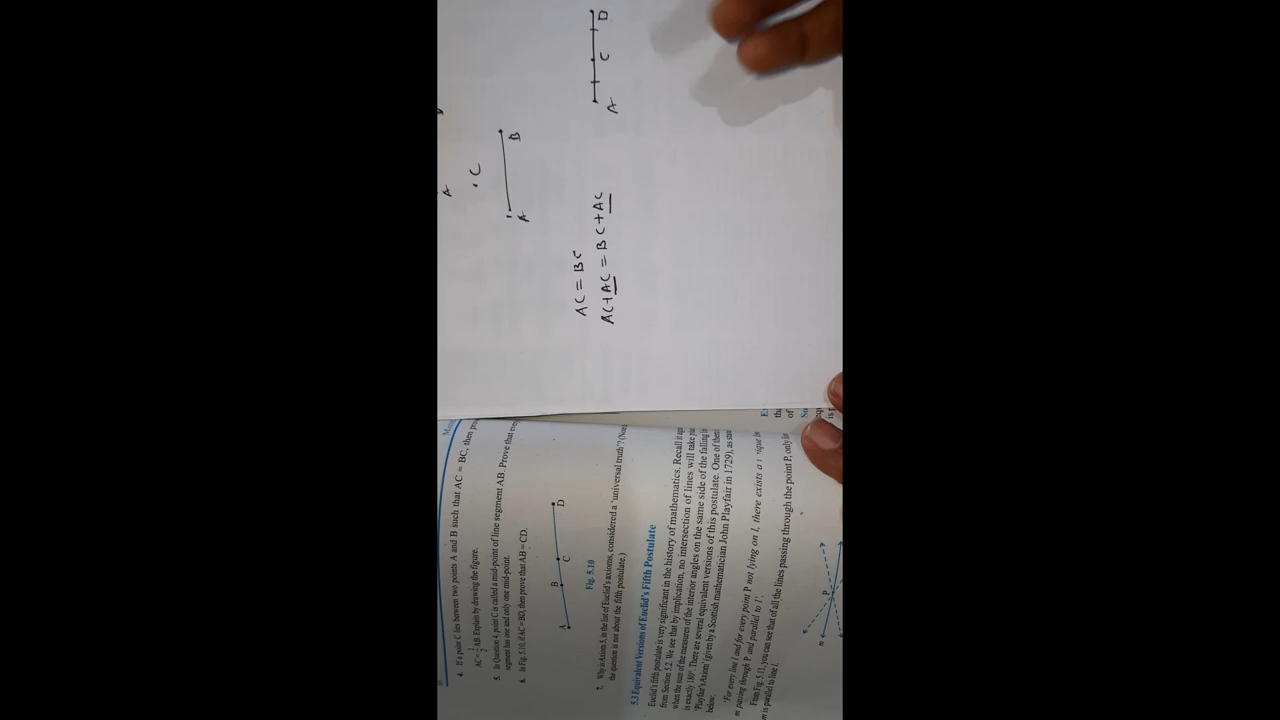 A
. C
A B
AC = BC
AC + AC = BC + AC
A C D
4. If a point C lies between two points A and B such that AC = BC, then
AC = 1/2 AB. Explain by drawing the figure.
5. In Question 4, point C is called a mid-point of line segment AB. Prove that
segment has one and only one mid-point.
6. In Fig. 5.10, if AC = BD, then prove that AB = CD.
A B C D
Fig. 5.10
7. Why is Axiom 5, in the list of Euclid's axioms, considered a 'universal truth'? (Note
the question is not about the fifth postulate.)
5.3 Equivalent Versions of Euclid's Fifth Postulate
Euclid's fifth postulate is very significant in the history of mathematics. Recall it
from Section 5.2. We see that by implication, no intersection of lines will take
when the sum of the measures of the interior angles on the same side of the falling
is exactly 180°. There are several equivalent versions of this postulate. One of them
'Playfair's Axiom' (given by a Scottish mathematician John Playfair in 1729), as
below:
'For every line l and for every point P not lying on l, there exists a
m passing through P and parallel to l'.
From Fig. 5.11, you can see that of all the lines passing through the point P, only
m is parallel to line l.
m P